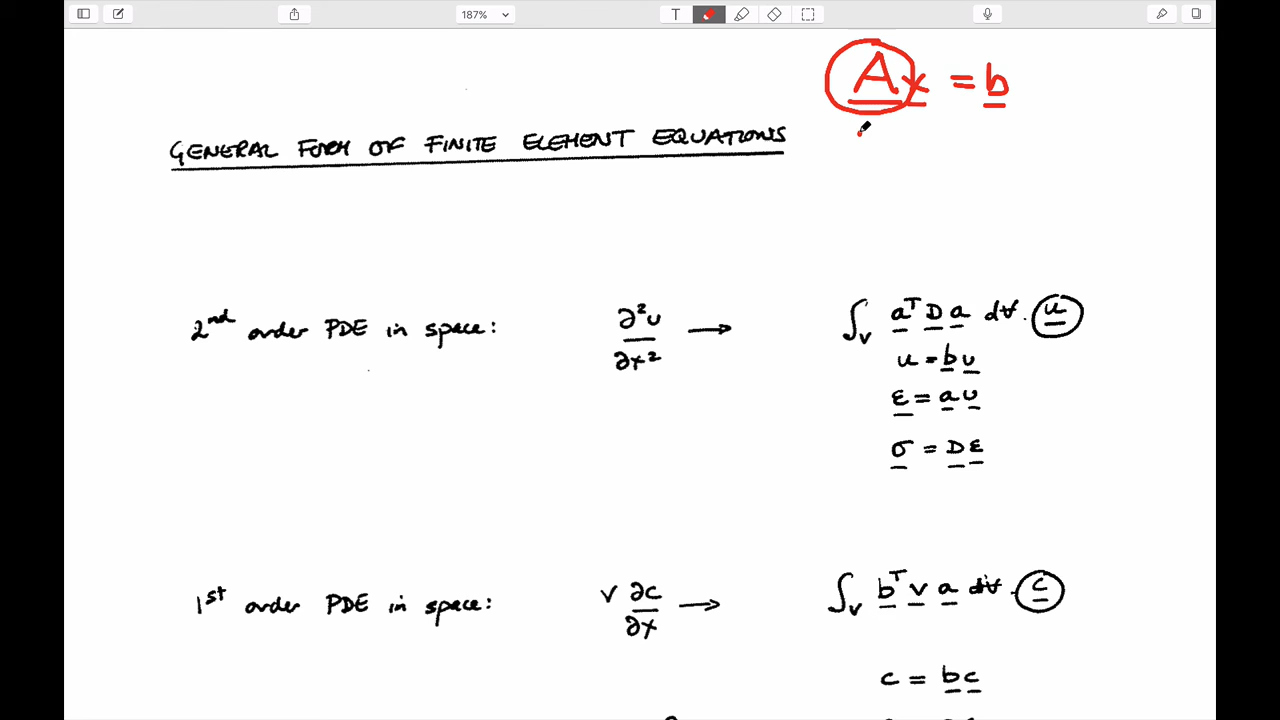 187%
T
A x = b
GENERAL FORM OF FINITE ELEMENT EQUATIONS
2nd order PDE in space: ∂²u/∂x² → ∫V aᵀ D a dV . u
u = b u
ε = a u
σ = D ε
1st order PDE in space: v ∂c/∂x → ∫V bᵀ v a dV . c
c = b c